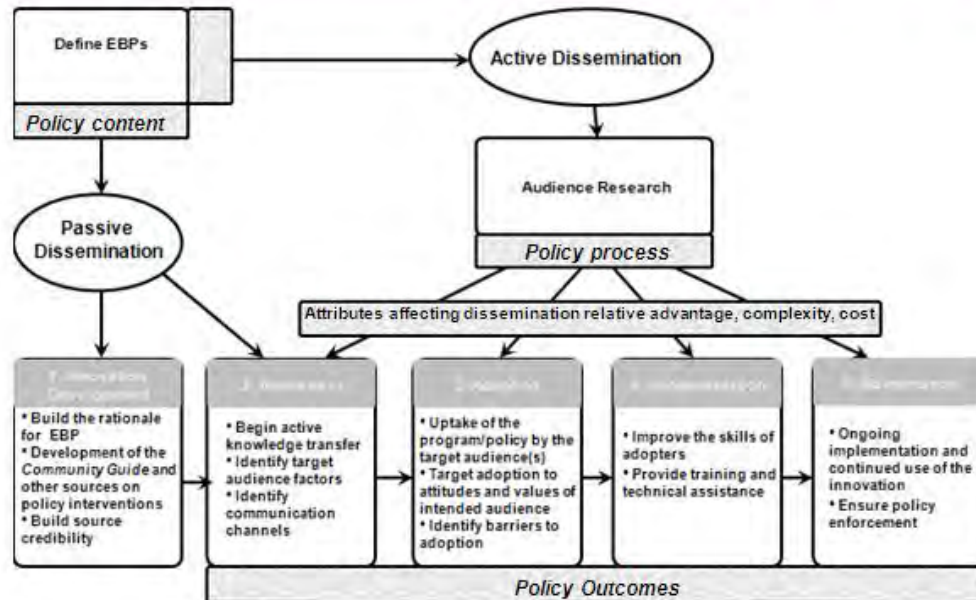 Define EBPs
Policy content
Active Dissemination
Audience Research
Policy process
Passive
Dissemination
Attributes affecting dissemination relative advantage, complexity, cost
• Build the rationale
for EBP
• Development of the
Community Guide and
other sources on
policy interventions
• Build source
credibility
• Begin active
knowledge transfer
• Identify target
audience factors
• Identify
communication
channels
• Uptake of the
program/policy by the
target audience(s)
• Target adoption to
attitudes and values of
intended audience
• Identify barriers to
adoption
• Improve the skills of
adopters
• Provide training and
technical assistance
• Ongoing
implementation and
continued use of the
innovation
• Ensure policy
enforcement
Policy Outcomes